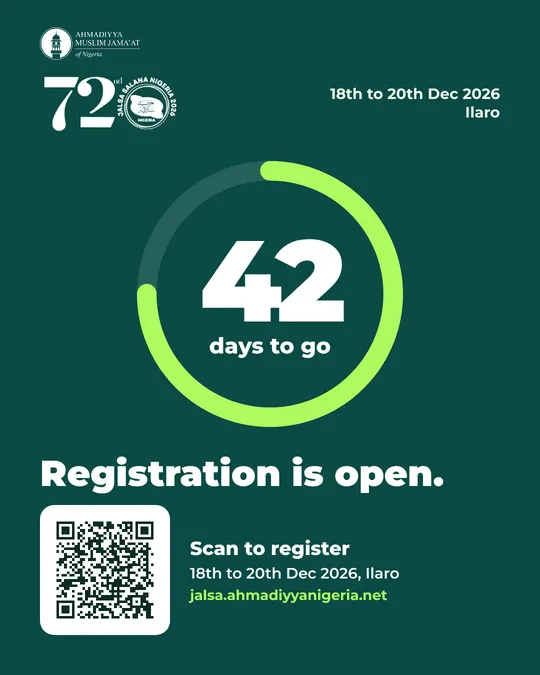 AHMADIYYA
MUSLIM JAMA'AT
of Nigeria
72nd
JALSA SALANA NIGERIA 2026
NIGERIA
18th to 20th Dec 2026
Ilaro
42
days to go
Registration is open.
Scan to register
18th to 20th Dec 2026, Ilaro
jalsa.ahmadiyyanigeria.net